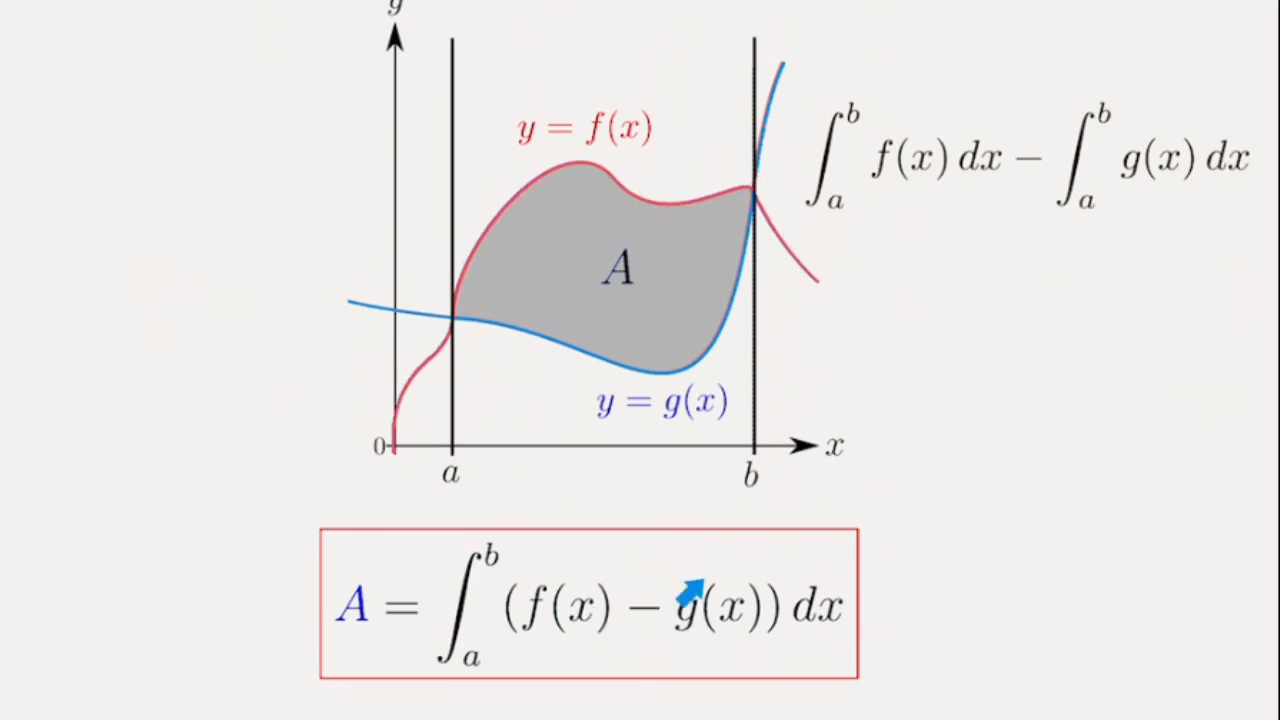 y
y = f(x)
∫_a^b f(x) dx − ∫_a^b g(x) dx
A
y = g(x)
0
x
a
b
A = ∫_a^b (f(x) − g(x)) dx